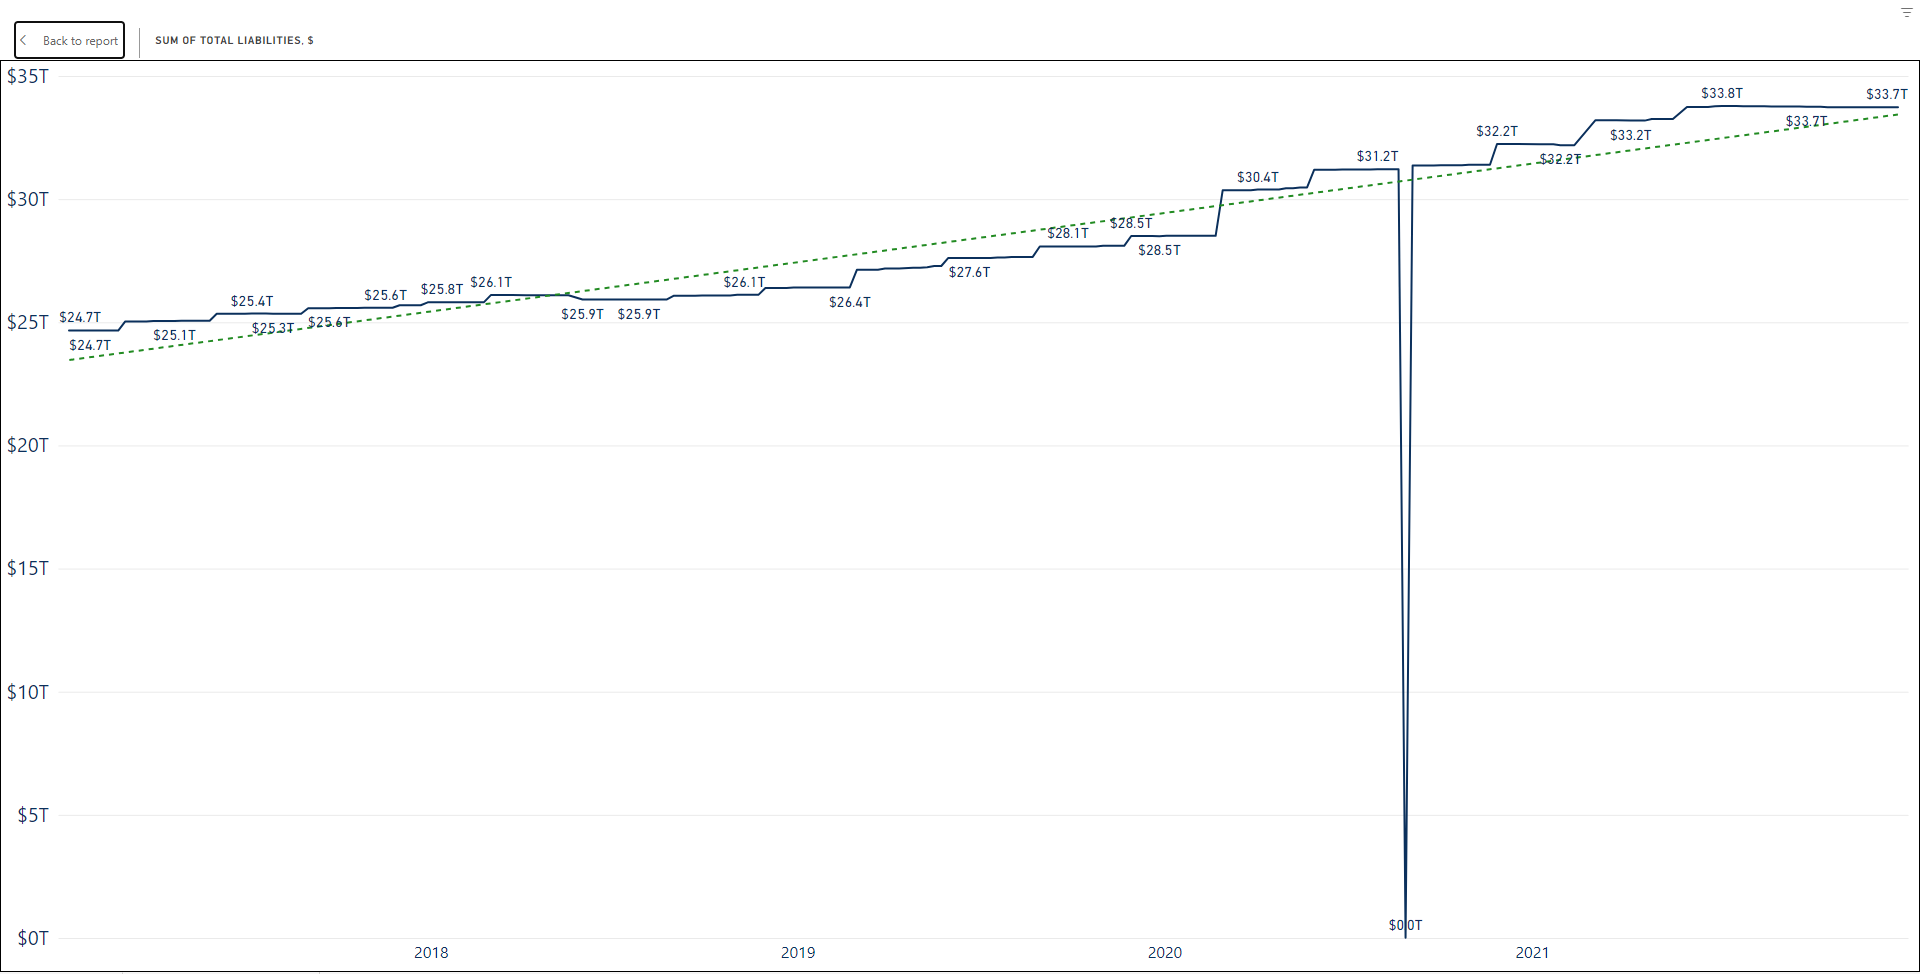 Back to report
SUM OF TOTAL LIABILITIES, $
$35T
$30T
$25T
$20T
$15T
$10T
$5T
$0T
$24.7T
$24.7T
$25.1T
$25.4T
$25.3T
$25.6T
$25.6T
$25.8T
$26.1T
$25.9T
$25.9T
$26.1T
$26.4T
$27.6T
$28.1T
$28.5T
$28.5T
$30.4T
$31.2T
$0.0T
$32.2T
$32.2T
$33.2T
$33.8T
$33.7T
$33.7T
2018
2019
2020
2021